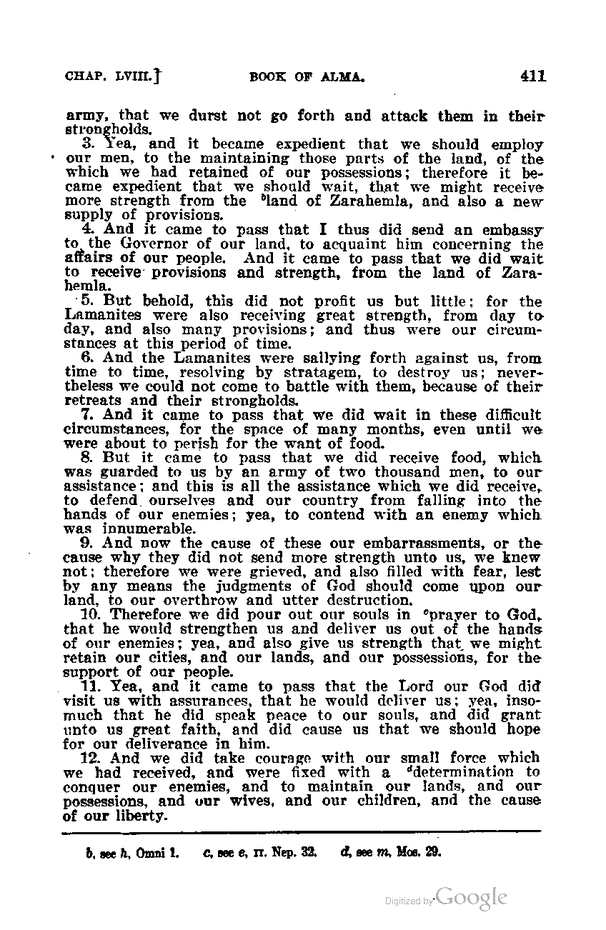 CHAP. LVIII.] BOOK OF ALMA. 411
army, that we durst not go forth and attack them in their
strongholds.
3. Yea, and it became expedient that we should employ
our men, to the maintaining those parts of the land, of the
which we had retained of our possessions; therefore it be-
came expedient that we should wait, that we might receive
more strength from the bland of Zarahemla, and also a new
supply of provisions.
4. And it came to pass that I thus did send an embassy
to the Governor of our land, to acquaint him concerning the
affairs of our people. And it came to pass that we did wait
to receive provisions and strength, from the land of Zara-
hemla.
5. But behold, this did not profit us but little; for the
Lamanites were also receiving great strength, from day to
day, and also many provisions; and thus were our circum-
stances at this period of time.
6. And the Lamanites were sallying forth against us, from
time to time, resolving by stratagem, to destroy us; never-
theless we could not come to battle with them, because of their
retreats and their strongholds.
7. And it came to pass that we did wait in these difficult
circumstances, for the space of many months, even until we
were about to perish for the want of food.
8. But it came to pass that we did receive food, which
was guarded to us by an army of two thousand men, to our
assistance; and this is all the assistance which we did receive,
to defend ourselves and our country from falling into the
hands of our enemies; yea, to contend with an enemy which
was innumerable.
9. And now the cause of these our embarrassments, or the
cause why they did not send more strength unto us, we knew
not; therefore we were grieved, and also filled with fear, lest
by any means the judgments of God should come upon our
land, to our overthrow and utter destruction.
10. Therefore we did pour out our souls in cprayer to God,
that he would strengthen us and deliver us out of the hands
of our enemies; yea, and also give us strength that we might
retain our cities, and our lands, and our possessions, for the
support of our people.
11. Yea, and it came to pass that the Lord our God did
visit us with assurances, that he would deliver us; yea, inso-
much that he did speak peace to our souls, and did grant
unto us great faith, and did cause us that we should hope
for our deliverance in him.
12. And we did take courage with our small force which
we had received, and were fixed with a ddetermination to
conquer our enemies, and to maintain our lands, and our
possessions, and our wives, and our children, and the cause
of our liberty.
b, see h, Omni 1. c, see e, II. Nep. 32. d, see m, Mos. 29.
Digitized by Google